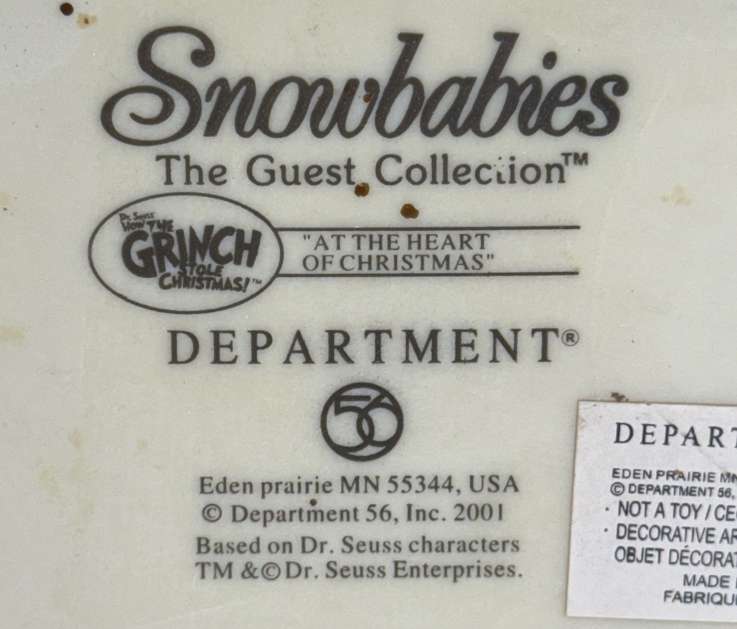 Snowbabies
The Guest Collection™
Dr. Seuss'
HOW THE
GRINCH
STOLE
CHRISTMAS!™
"AT THE HEART
OF CHRISTMAS"
DEPARTMENT®
56
Eden prairie MN 55344, USA
© Department 56, Inc. 2001
Based on Dr. Seuss characters
TM &© Dr. Seuss Enterprises.
DEPART
EDEN PRAIRIE MN
© DEPARTMENT 56,
· NOT A TOY / CE
· DECORATIVE AR
OBJET DÉCORAT
MADE
FABRIQU